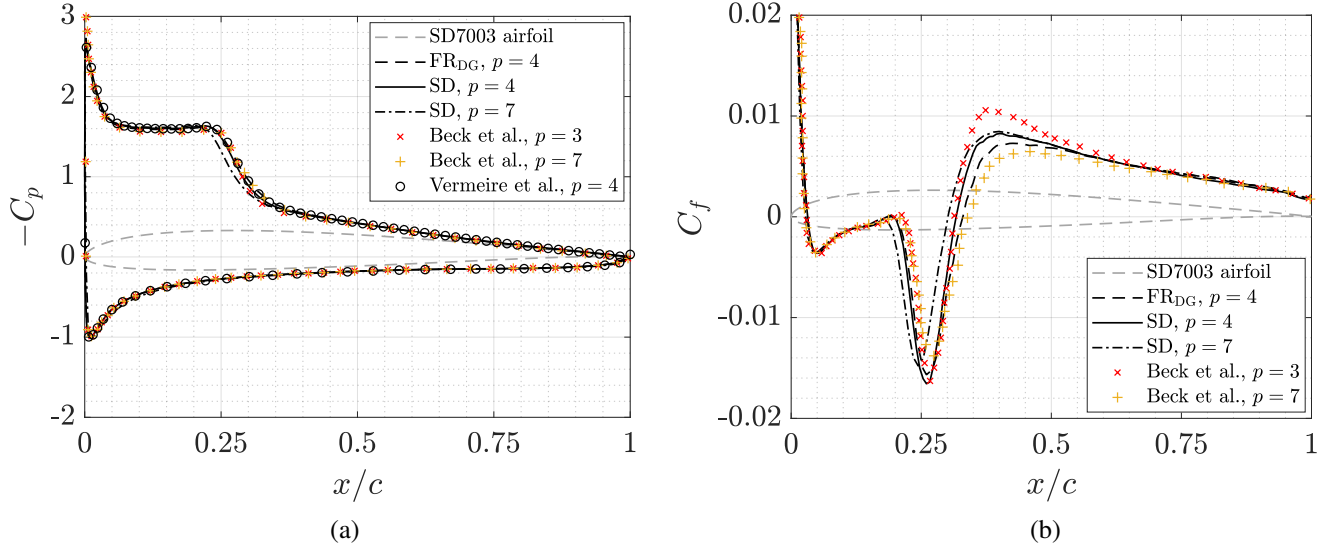 3
2
1
0
-1
-2
−C_p
0
0.25
0.5
0.75
1
x/c
SD7003 airfoil
FR_DG, p = 4
SD, p = 4
SD, p = 7
Beck et al., p = 3
Beck et al., p = 7
Vermeire et al., p = 4
(a)
0.02
0.01
0
-0.01
-0.02
C_f
0
0.25
0.5
0.75
1
x/c
SD7003 airfoil
FR_DG, p = 4
SD, p = 4
SD, p = 7
Beck et al., p = 3
Beck et al., p = 7
(b)